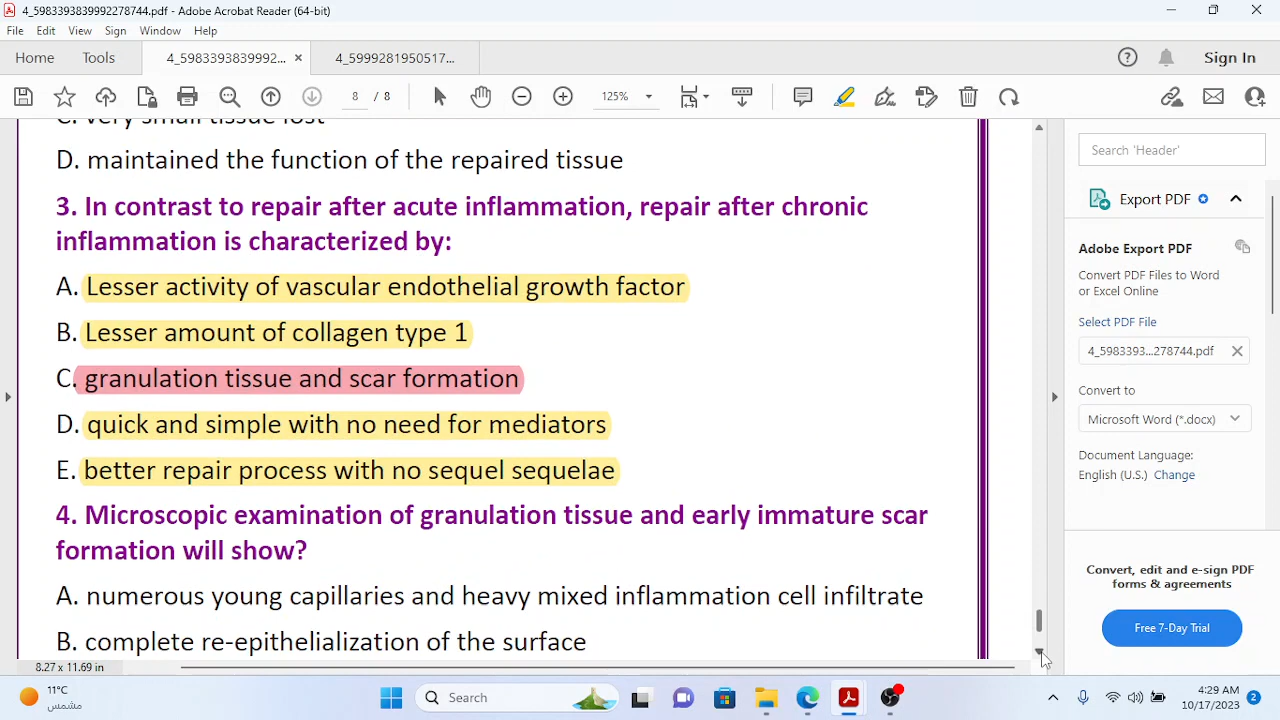 4_5983393839992278744.pdf - Adobe Acrobat Reader (64-bit)
File Edit View Sign Window Help
Home Tools 4_5983393839992... × 4_5999281950517... Sign In
8 / 8 125%
C. very small tissue lost
D. maintained the function of the repaired tissue
3. In contrast to repair after acute inflammation, repair after chronic
inflammation is characterized by:
A. Lesser activity of vascular endothelial growth factor
B. Lesser amount of collagen type 1
C. granulation tissue and scar formation
D. quick and simple with no need for mediators
E. better repair process with no sequel sequelae
4. Microscopic examination of granulation tissue and early immature scar
formation will show?
A. numerous young capillaries and heavy mixed inflammation cell infiltrate
B. complete re-epithelialization of the surface
8.27 x 11.69 in
Search 'Header'
Export PDF
Adobe Export PDF
Convert PDF Files to Word
or Excel Online
Select PDF File
4_5983393...278744.pdf
Convert to
Microsoft Word (*.docx)
Document Language:
English (U.S.) Change
Convert, edit and e-sign PDF
forms & agreements
Free 7-Day Trial
11°C
مشمس
Search
4:29 AM
10/17/2023
2